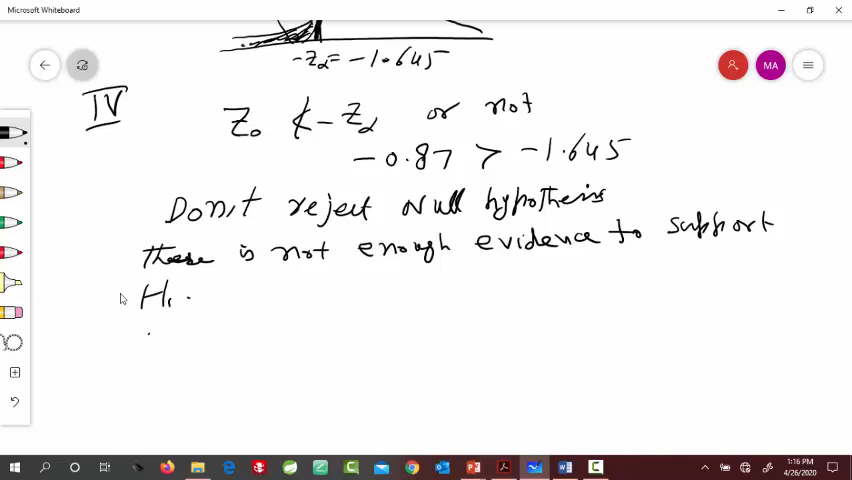 Microsoft Whiteboard
-Zα = -1.645
MA
IV
Z₀ ≮ -Zα or not
-0.87 > -1.645
Don't reject Null hypothesis
there is not enough evidence to support
H₁.
1:16 PM
4/26/2020